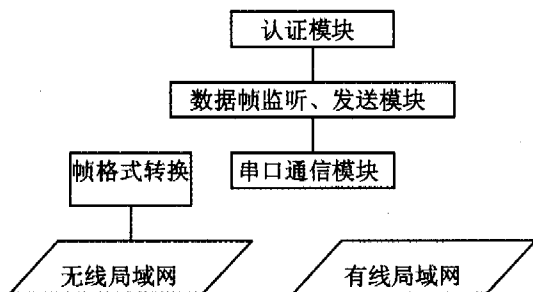 认证模块
数据帧监听、发送模块
帧格式转换
串口通信模块
无线局域网
有线局域网